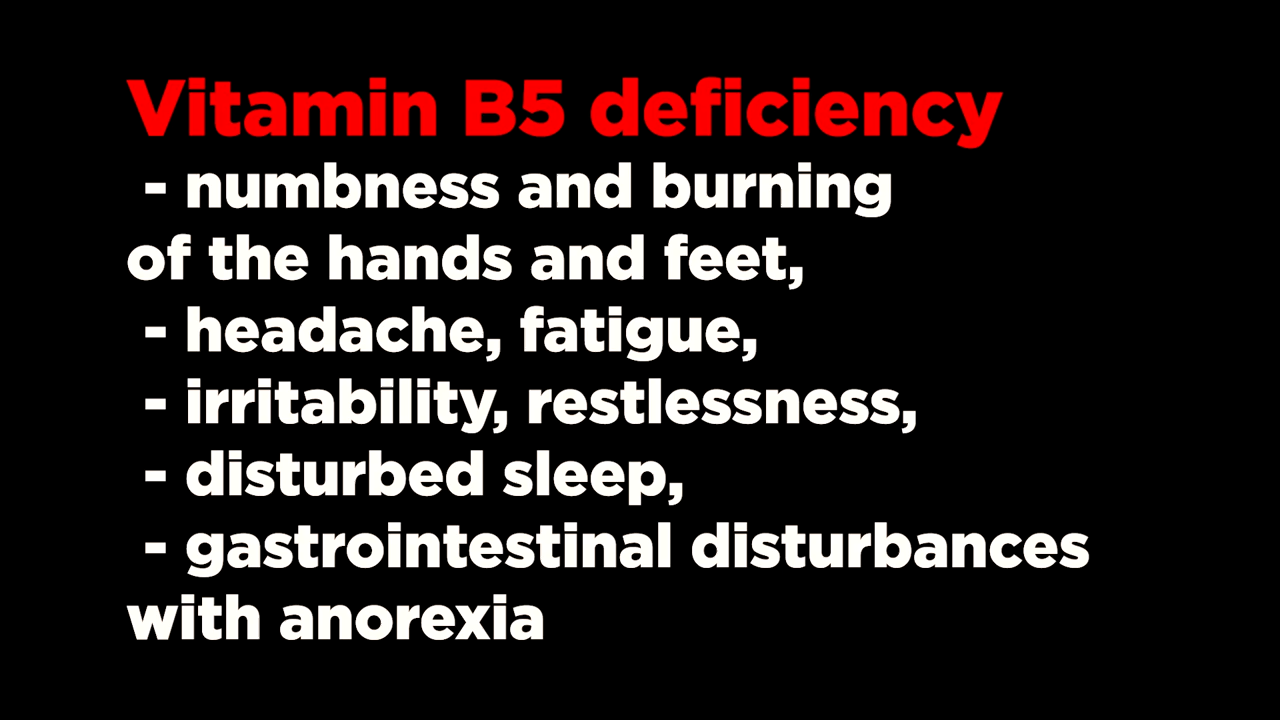 Vitamin B5 deficiency
- numbness and burning
of the hands and feet,
- headache, fatigue,
- irritability, restlessness,
- disturbed sleep,
- gastrointestinal disturbances
with anorexia